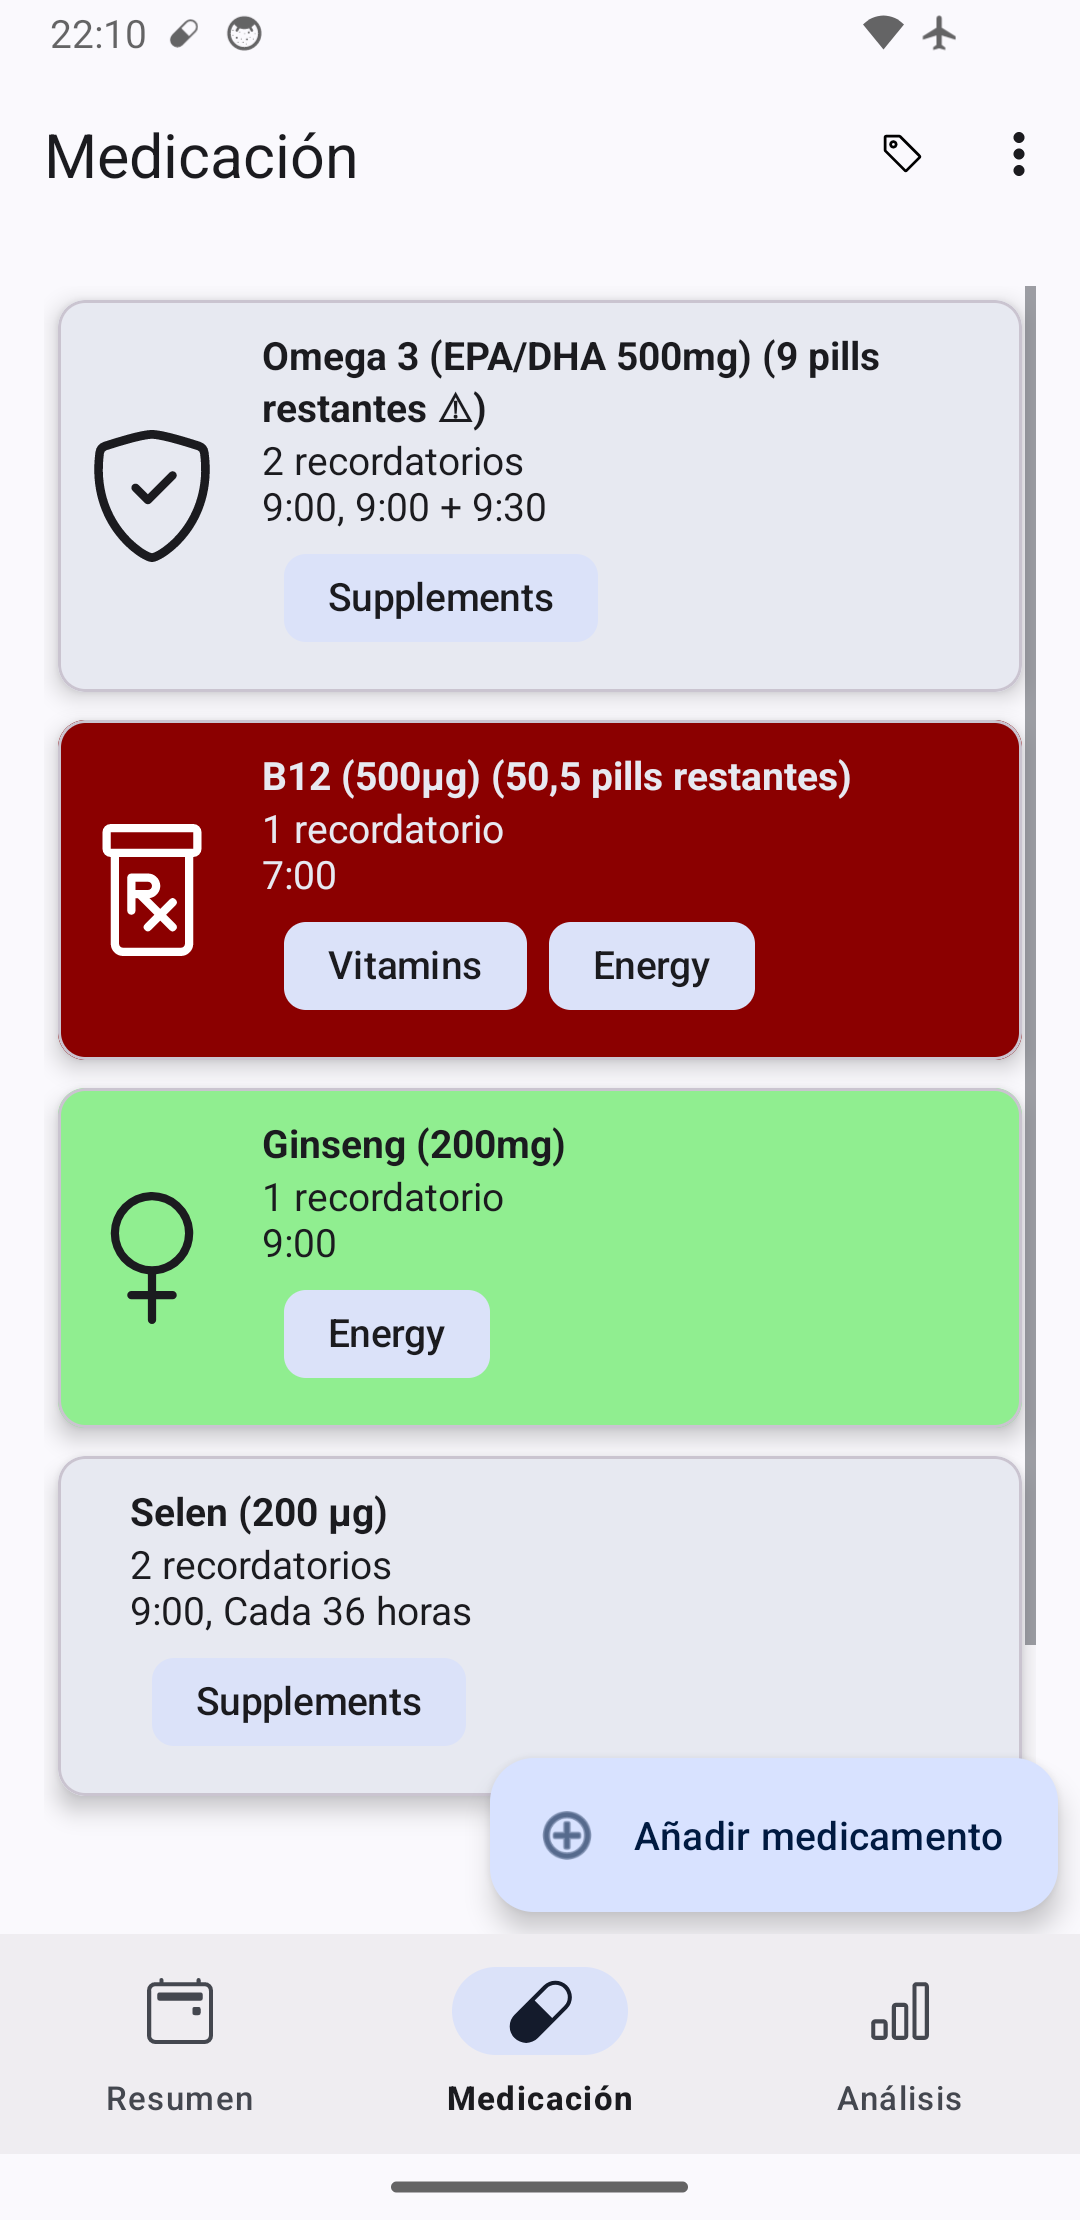 22:10
Medicación
Omega 3 (EPA/DHA 500mg) (9 pills
restantes ⚠)
2 recordatorios
9:00, 9:00 + 9:30
Supplements
B12 (500µg) (50,5 pills restantes)
1 recordatorio
7:00
Rx
Vitamins Energy
Ginseng (200mg)
1 recordatorio
9:00
Energy
Selen (200 µg)
2 recordatorios
9:00, Cada 36 horas
Supplements
Añadir medicamento
Resumen Medicación Análisis